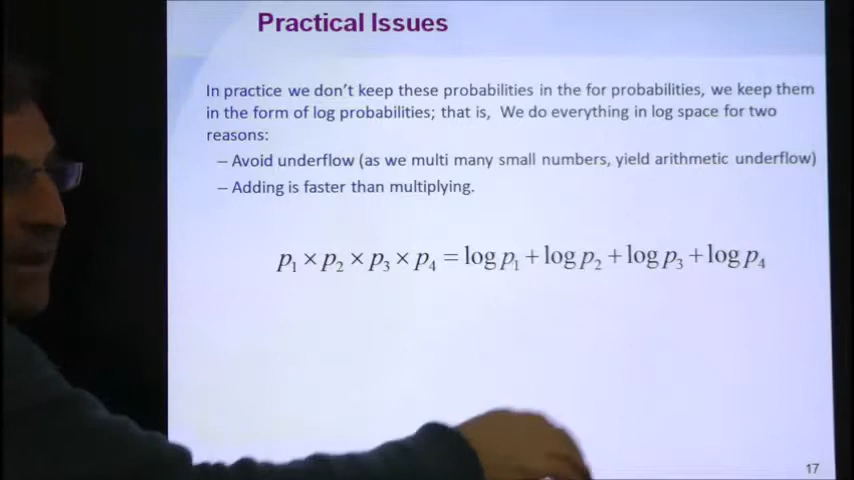 Practical Issues
In practice we don't keep these probabilities in the for probabilities, we keep them
in the form of log probabilities; that is, We do everything in log space for two
reasons:
– Avoid underflow (as we multi many small numbers, yield arithmetic underflow)
– Adding is faster than multiplying.
p₁ × p₂ × p₃ × p₄ = log p₁ + log p₂ + log p₃ + log p₄
17